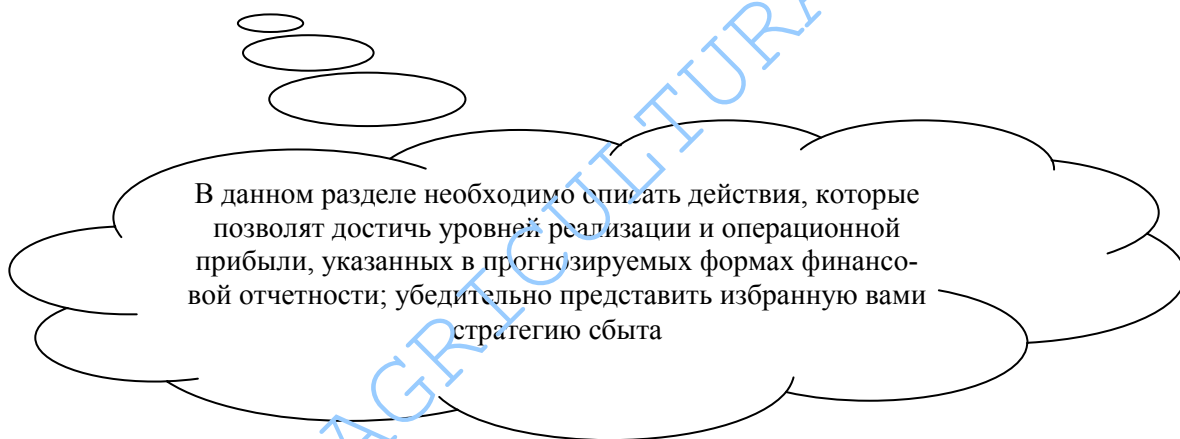 В данном разделе необходимо описать действия, которые
позволят достичь уровней реализации и операционной
прибыли, указанных в прогнозируемых формах финансо-
вой отчетности; убедительно представить избранную вами
стратегию сбыта
AGRICULTURA